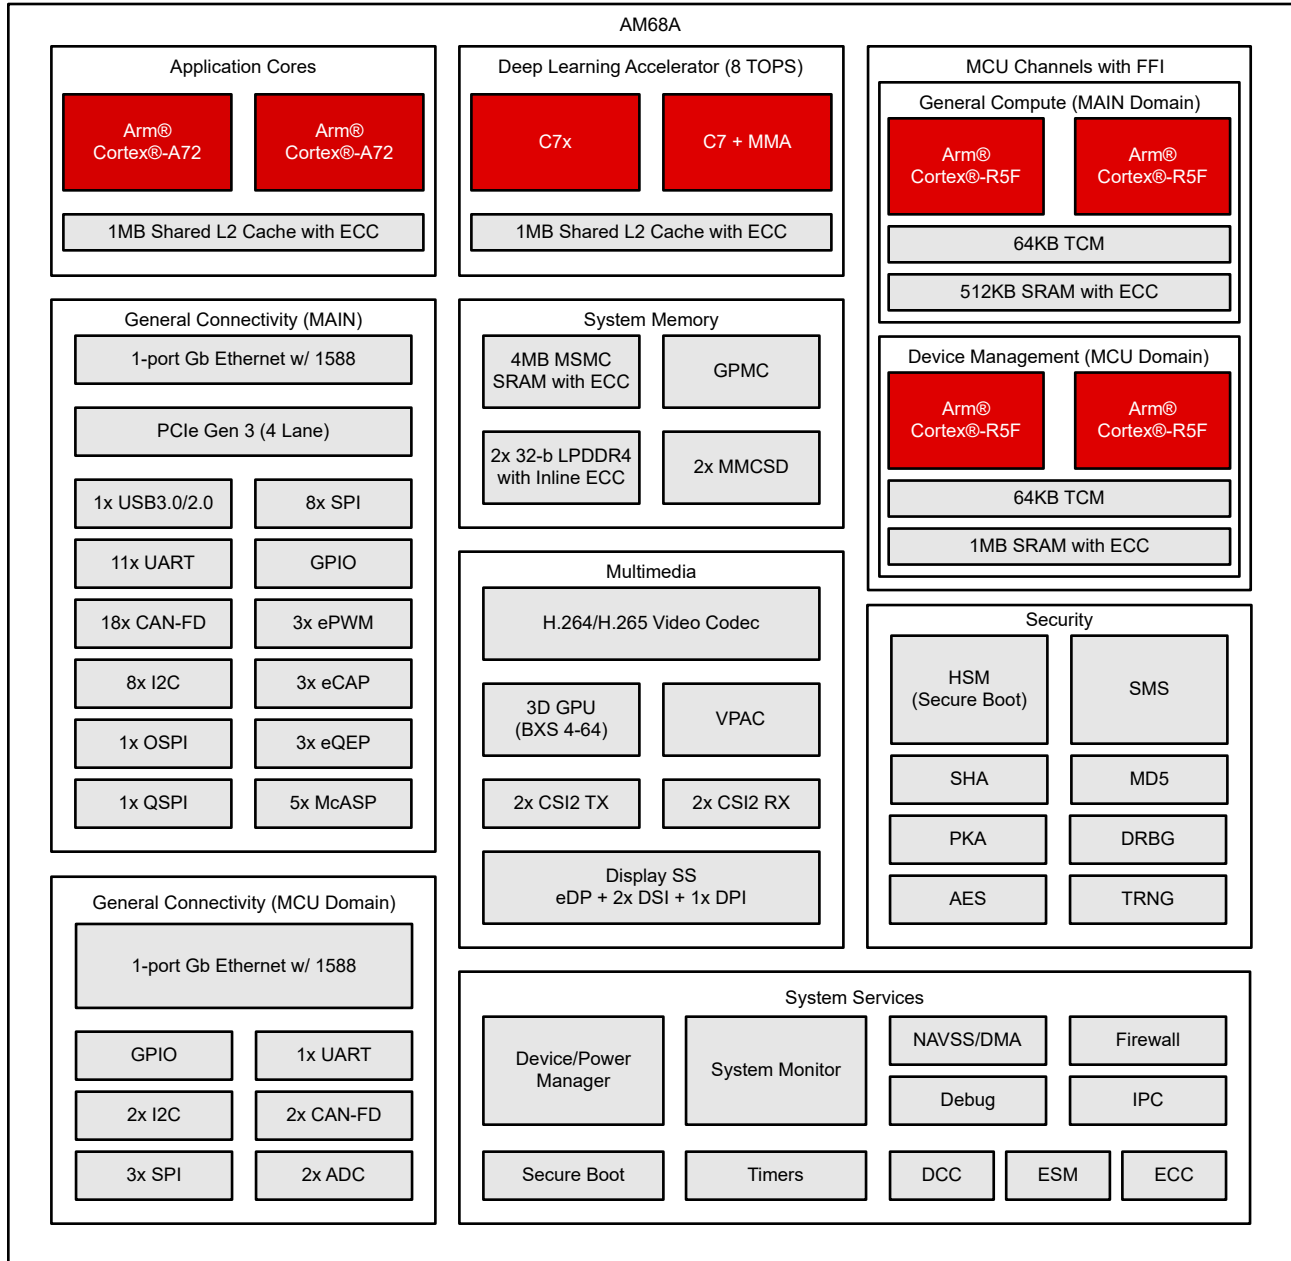 AM68A
Application Cores
Arm®
Cortex®-A72
Arm®
Cortex®-A72
1MB Shared L2 Cache with ECC
Deep Learning Accelerator (8 TOPS)
C7x
C7 + MMA
1MB Shared L2 Cache with ECC
MCU Channels with FFI
General Compute (MAIN Domain)
Arm®
Cortex®-R5F
Arm®
Cortex®-R5F
64KB TCM
512KB SRAM with ECC
Device Management (MCU Domain)
Arm®
Cortex®-R5F
Arm®
Cortex®-R5F
64KB TCM
1MB SRAM with ECC
General Connectivity (MAIN)
1-port Gb Ethernet w/ 1588
PCIe Gen 3 (4 Lane)
1x USB3.0/2.0
8x SPI
11x UART
GPIO
18x CAN-FD
3x ePWM
8x I2C
3x eCAP
1x OSPI
3x eQEP
1x QSPI
5x McASP
System Memory
4MB MSMC
SRAM with ECC
GPMC
2x 32-b LPDDR4
with Inline ECC
2x MMCSD
Multimedia
H.264/H.265 Video Codec
3D GPU
(BXS 4-64)
VPAC
2x CSI2 TX
2x CSI2 RX
Display SS
eDP + 2x DSI + 1x DPI
Security
HSM
(Secure Boot)
SMS
SHA
MD5
PKA
DRBG
AES
TRNG
General Connectivity (MCU Domain)
1-port Gb Ethernet w/ 1588
GPIO
1x UART
2x I2C
2x CAN-FD
3x SPI
2x ADC
System Services
Device/Power
Manager
System Monitor
NAVSS/DMA
Firewall
Debug
IPC
Secure Boot
Timers
DCC
ESM
ECC